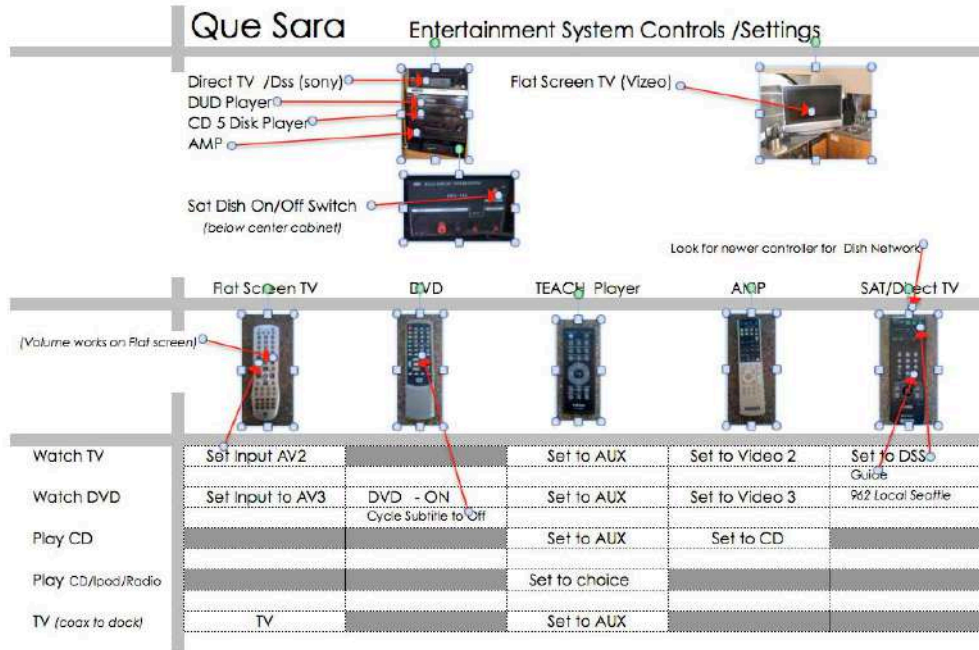 Que Sara Entertainment System Controls /Settings
Direct TV /Dss (sony)
DUD Player
CD 5 Disk Player
AMP
Flat Screen TV (Vizeo)
Sat Dish On/Off Switch
(below center cabinet)
Look for newer controller for Dish Network
Flat Screen TV DVD TEACH Player AMP SAT/Direct TV
(Volume works on Flat screen)
Watch TV Set Input AV2 Set to AUX Set to Video 2 Set to DSS
Guide
Watch DVD Set Input to AV3 DVD - ON Set to AUX Set to Video 3 962 Local Seattle
Cycle Subtitle to Off
Play CD Set to AUX Set to CD
Play CD/Ipod/Radio Set to choice
TV (coax to dock) TV Set to AUX